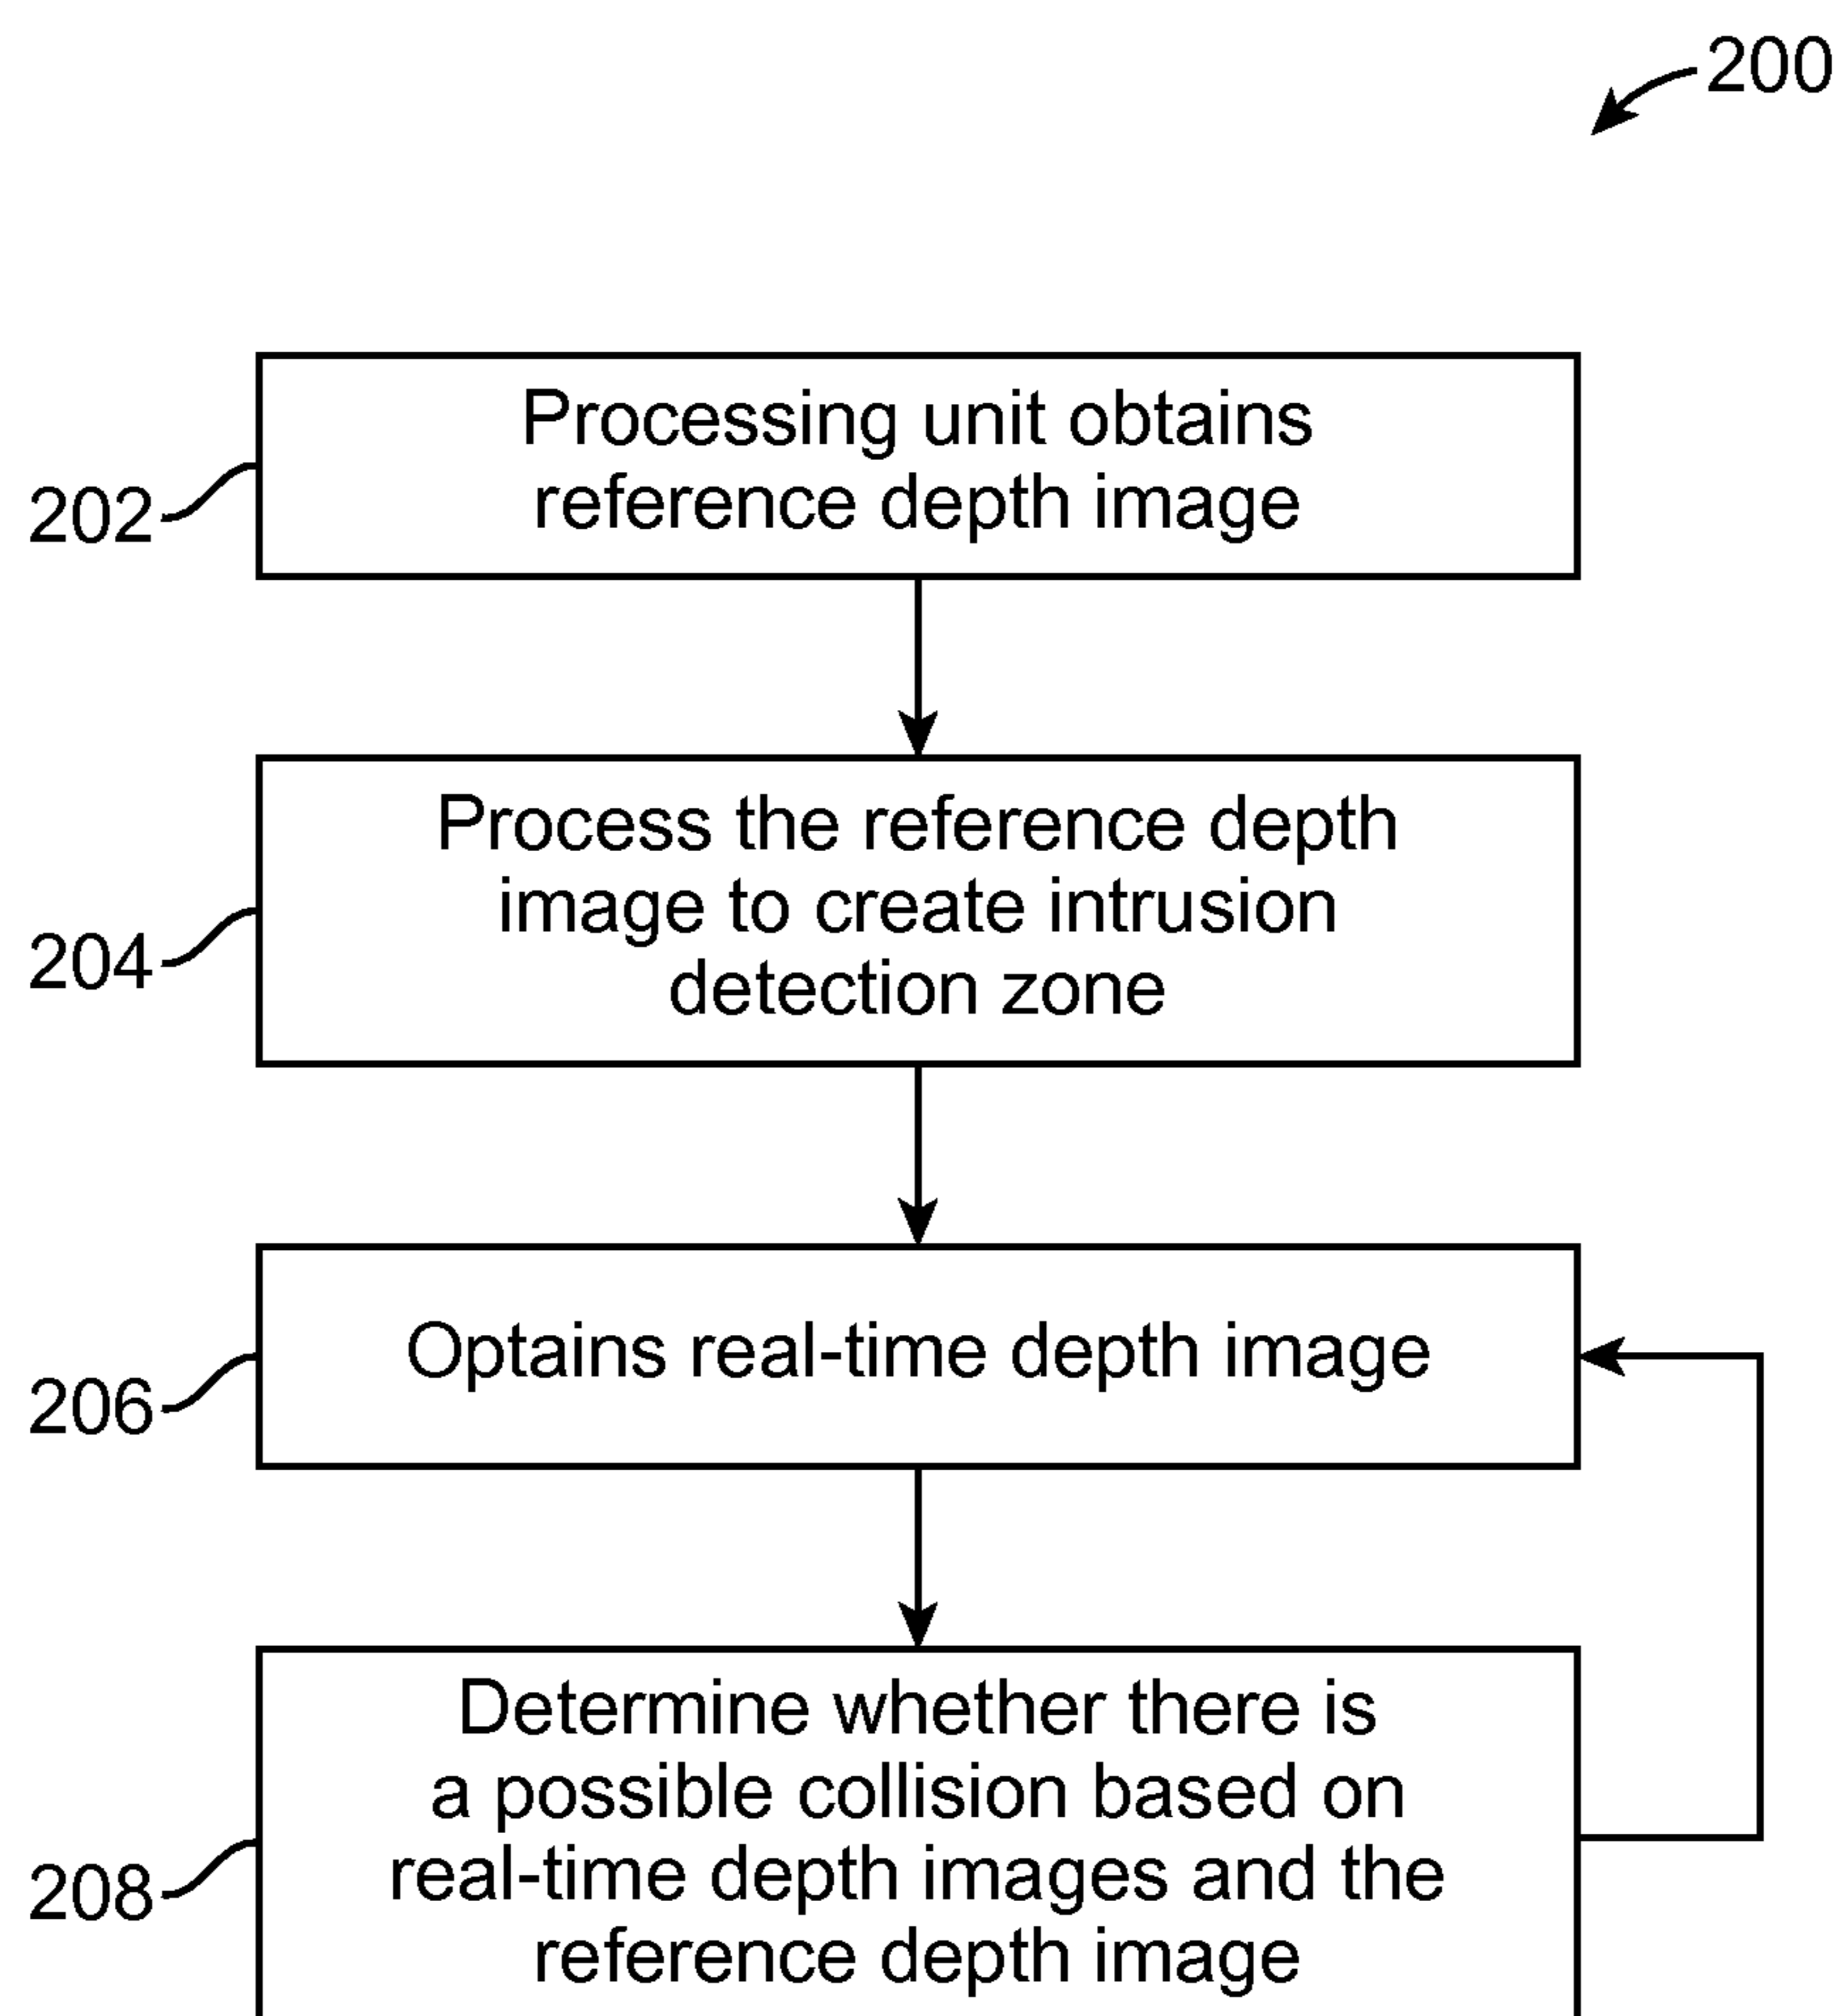 200
Processing unit obtains
reference depth image
202
Process the reference depth
image to create intrusion
detection zone
204
Optains real-time depth image
206
Determine whether there is
a possible collision based on
real-time depth images and the
reference depth image
208